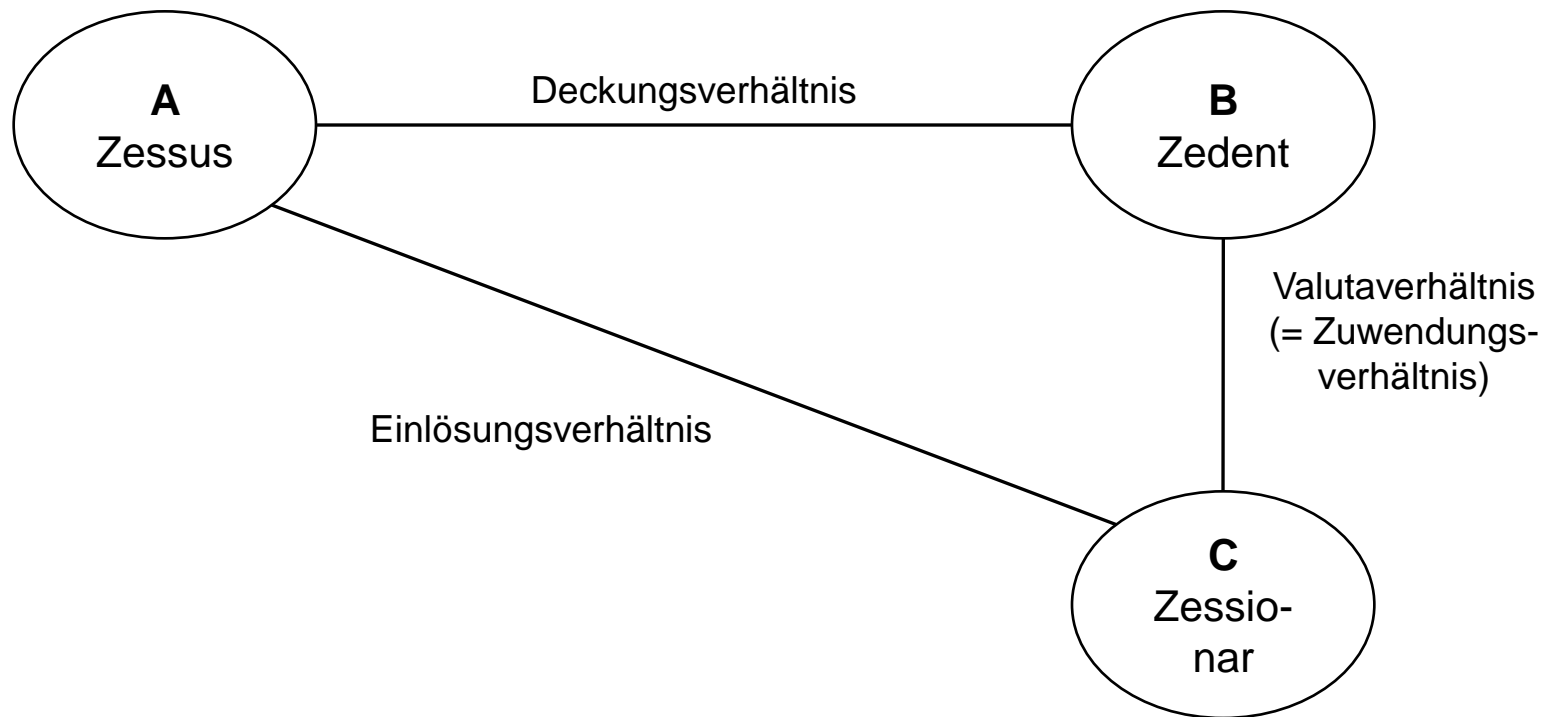 A
Zessus
Deckungsverhältnis
B
Zedent
Valutaverhältnis
(= Zuwendungs-
verhältnis)
Einlösungsverhältnis
C
Zessio-
nar